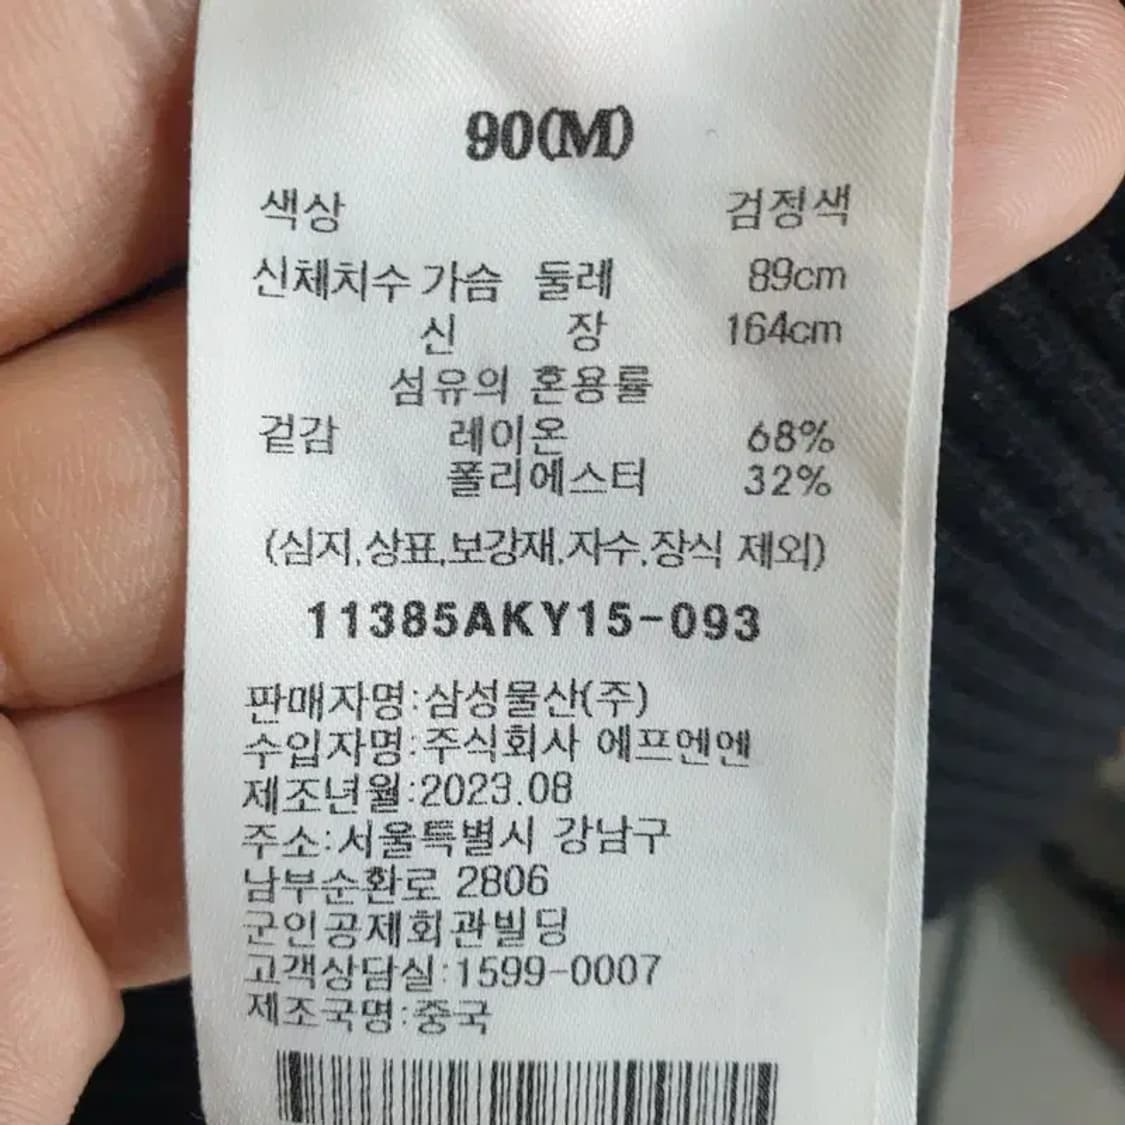 90(M)
색상 검정색
신체치수 가슴 둘레 89cm
신 장 164cm
섬유의 혼용률
겉감 레이온 68%
폴리에스터 32%
(심지,상표,보강재,자수,장식 제외)
11385AKY15-093
판매자명:삼성물산(주)
수입자명:주식회사 에프엔엔
제조년월:2023.08
주소:서울특별시 강남구
남부순환로 2806
군인공제회관빌딩
고객상담실:1599-0007
제조국명:중국